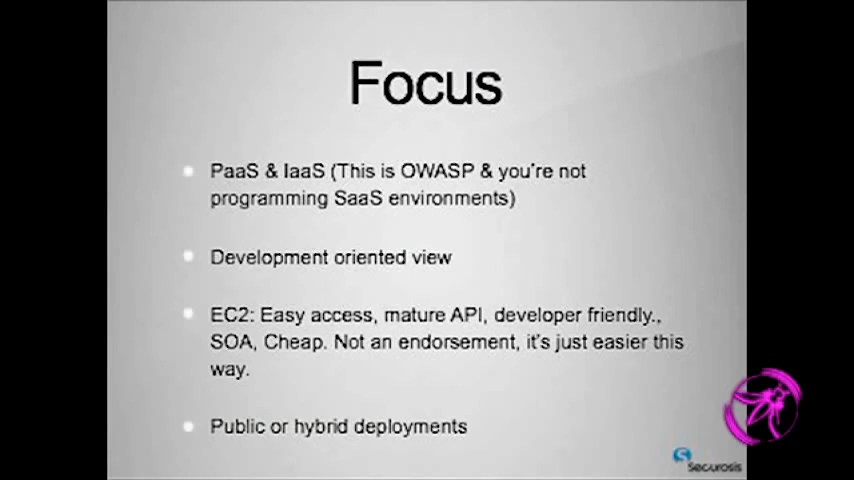 Focus
PaaS & IaaS (This is OWASP & you're not
programming SaaS environments)
Development oriented view
EC2: Easy access, mature API, developer friendly.,
SOA, Cheap. Not an endorsement, it's just easier this
way.
Public or hybrid deployments
Securosis